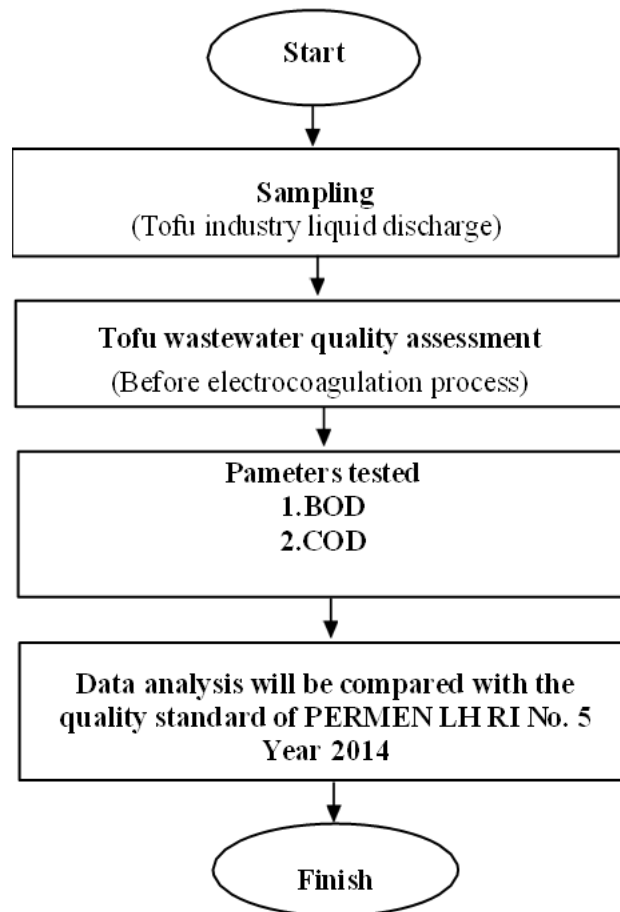 Start
Sampling
(Tofu industry liquid discharge)
Tofu wastewater quality assessment
(Before electrocoagulation process)
Pameters tested
1.BOD
2.COD
Data analysis will be compared with the
quality standard of PERMEN LH RI No. 5
Year 2014
Finish